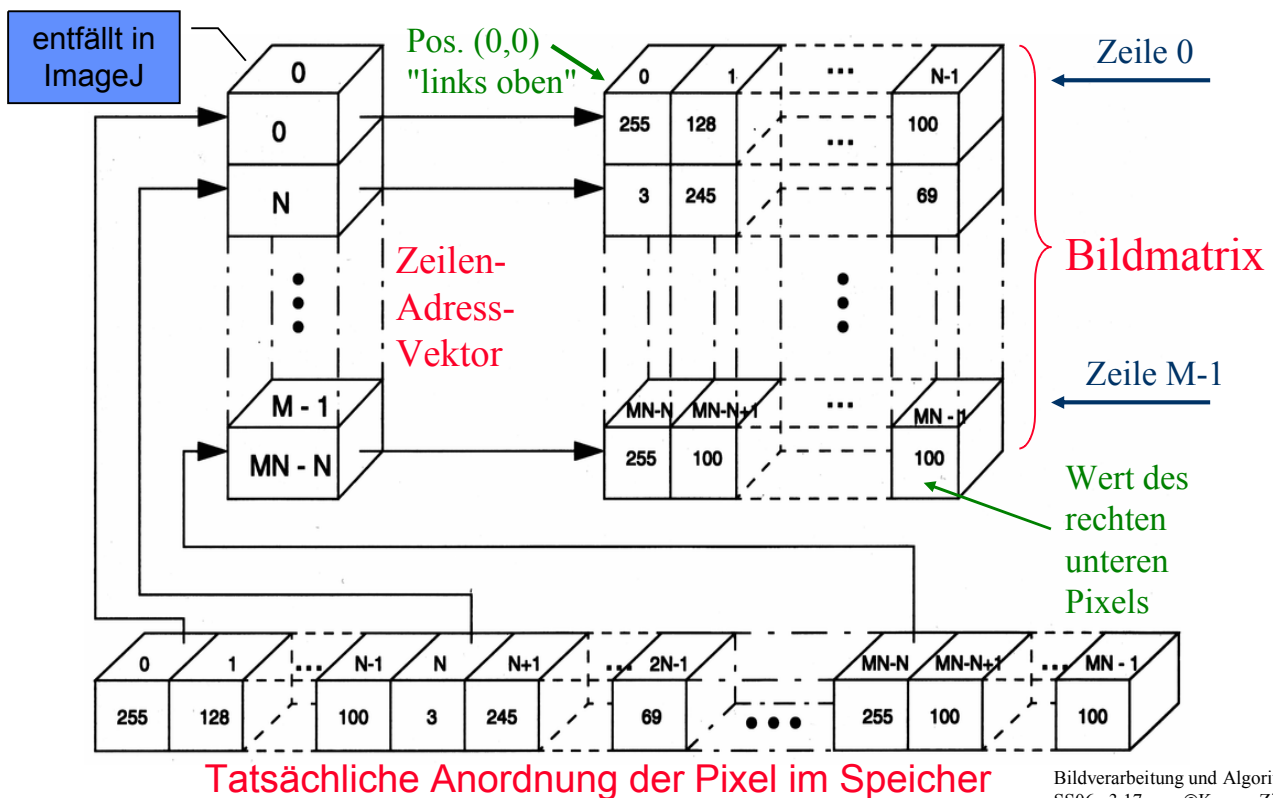 entfällt in
ImageJ
Pos. (0,0)
"links oben"
Zeile 0
0
0
1
...
N-1
0
255
128
...
100
N
3
245
69
Zeilen-
Adress-
Vektor
Bildmatrix
Zeile M-1
M - 1
MN-N
MN-N+1
...
MN - 1
MN - N
255
100
100
Wert des
rechten
unteren
Pixels
0
1
...
N-1
N
N+1
...
2N-1
MN-N
MN-N+1
...
MN - 1
255
128
100
3
245
69
255
100
100
Tatsächliche Anordnung der Pixel im Speicher
Bildverarbeitung und Algori